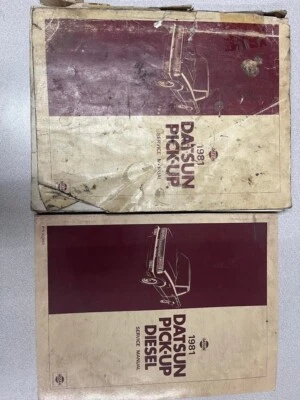 1981
DATSUN
PICK-UP
SERVICE MANUAL
1981
DATSUN
PICK-UP
DIESEL
SERVICE MANUAL